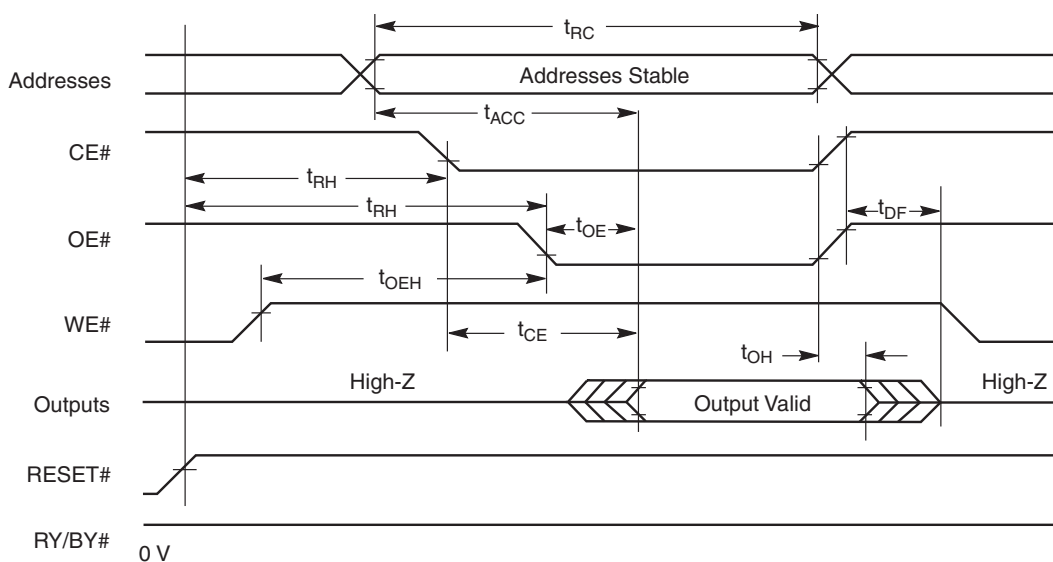 tRC
Addresses
Addresses Stable
tACC
CE#
tRH
tRH
OE#
tOE
tDF
tOEH
WE#
tCE
tOH
High-Z
High-Z
Outputs
Output Valid
RESET#
RY/BY#
0 V